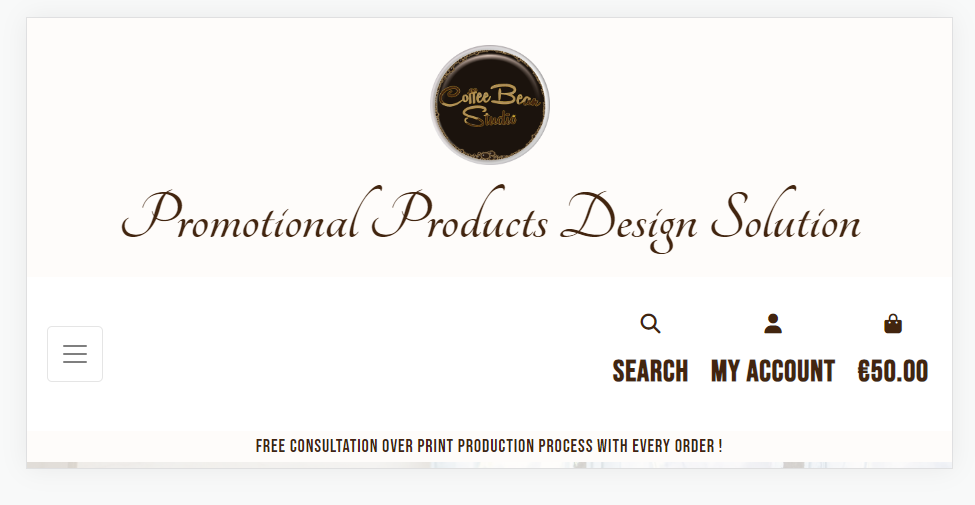 Coffee Bean
Studio
Promotional Products Design Solution
SEARCH MY ACCOUNT €50.00
FREE CONSULTATION OVER PRINT PRODUCTION PROCESS WITH EVERY ORDER !